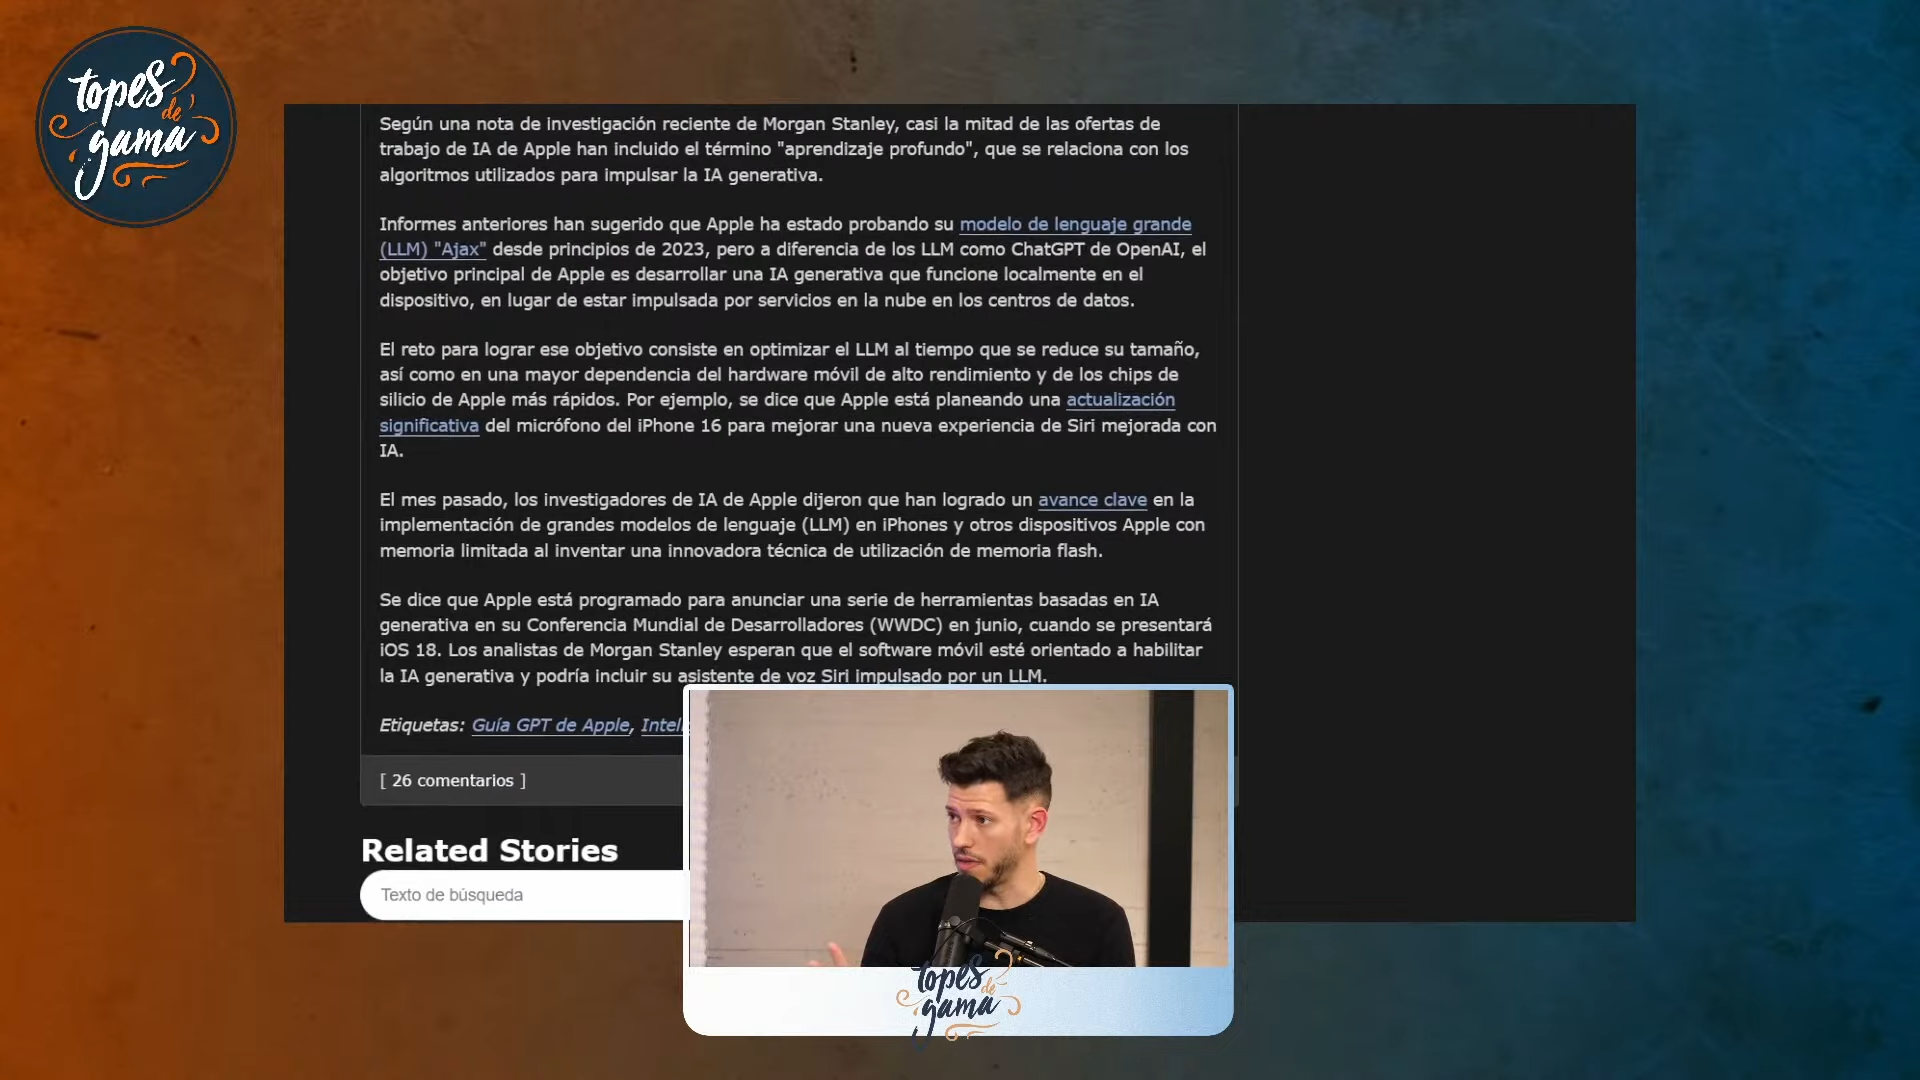 topes
de
gama
Según una nota de investigación reciente de Morgan Stanley, casi la mitad de las ofertas de
trabajo de IA de Apple han incluido el término "aprendizaje profundo", que se relaciona con los
algoritmos utilizados para impulsar la IA generativa.
Informes anteriores han sugerido que Apple ha estado probando su modelo de lenguaje grande
(LLM) "Ajax" desde principios de 2023, pero a diferencia de los LLM como ChatGPT de OpenAI, el
objetivo principal de Apple es desarrollar una IA generativa que funcione localmente en el
dispositivo, en lugar de estar impulsada por servicios en la nube en los centros de datos.
El reto para lograr ese objetivo consiste en optimizar el LLM al tiempo que se reduce su tamaño,
así como en una mayor dependencia del hardware móvil de alto rendimiento y de los chips de
silicio de Apple más rápidos. Por ejemplo, se dice que Apple está planeando una actualización
significativa del micrófono del iPhone 16 para mejorar una nueva experiencia de Siri mejorada con
IA.
El mes pasado, los investigadores de IA de Apple dijeron que han logrado un avance clave en la
implementación de grandes modelos de lenguaje (LLM) en iPhones y otros dispositivos Apple con
memoria limitada al inventar una innovadora técnica de utilización de memoria flash.
Se dice que Apple está programado para anunciar una serie de herramientas basadas en IA
generativa en su Conferencia Mundial de Desarrolladores (WWDC) en junio, cuando se presentará
iOS 18. Los analistas de Morgan Stanley esperan que el software móvil esté orientado a habilitar
la IA generativa y podría incluir su asistente de voz Siri impulsado por un LLM.
Etiquetas: Guía GPT de Apple,
[ 26 comentarios ]
Related Stories
Texto de búsqueda
topes
de
gama